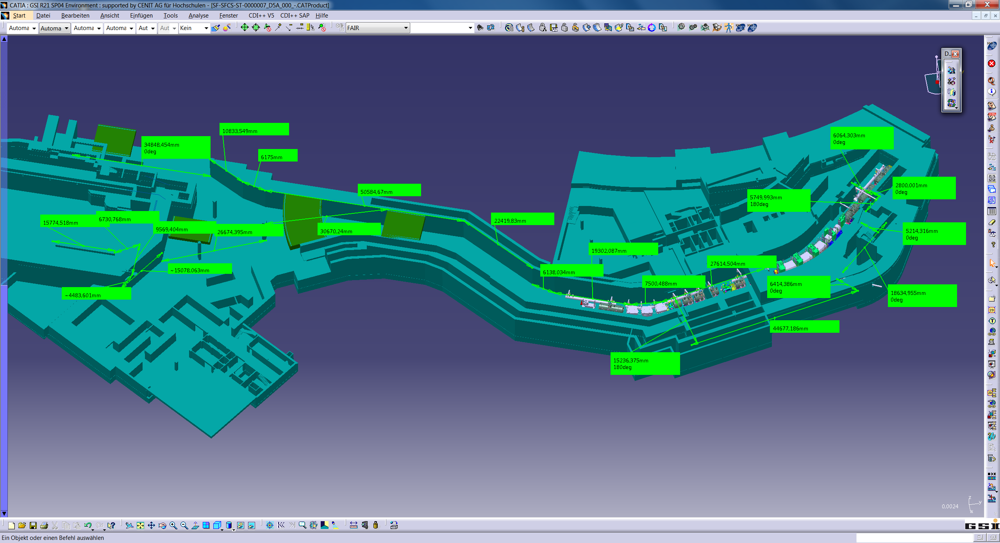 CATIA : GSI R21 SP04 Environment : supported by CENIT AG für Hochschulen - [SF-SFCS-ST-0000007_D5A_000_-.CATProduct]
Start Datei Bearbeiten Ansicht Einfügen Tools Analyse Fenster CDI++ V5 CDI++ SAP Hilfe
Automa Automa Automa Automa Aut Aut Kein FAIR
D..
10833,549mm
34848,454mm
0deg
6175mm
50584,67mm
6064,303mm
0deg
2800,001mm
0deg
5749,993mm
180deg
15774,518mm
6730,768mm
9569,404mm
26674,395mm
30670,24mm
22419,83mm
5214,316mm
0deg
19302,087mm
27614,504mm
~15078,063mm
6138,034mm
7500,488mm
6414,386mm
0deg
~4483,601mm
18634,955mm
0deg
44677,186mm
15236,375mm
180deg
0,0024
z
y
x
GSI
Ein Objekt oder einen Befehl auswählen